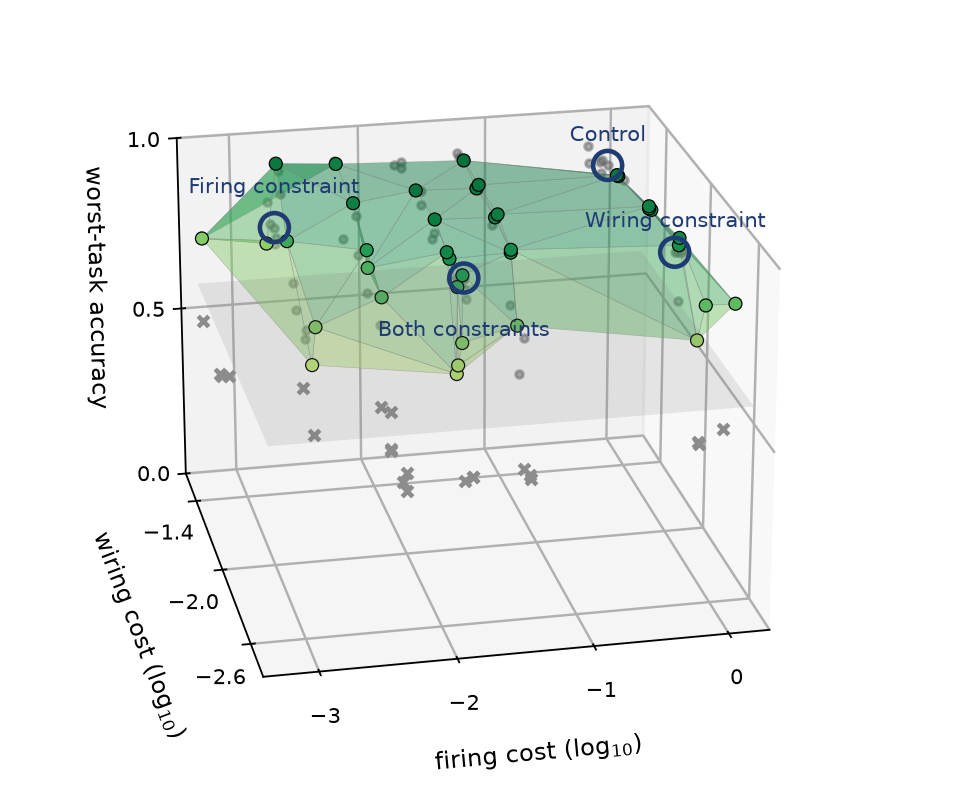 1.0
Control
Firing constraint
Wiring constraint
worst-task accuracy
0.5
Both constraints
0.0
−1.4
wiring cost (log₁₀)
−2.0
−2.6
−3
−2
−1
0
firing cost (log₁₀)